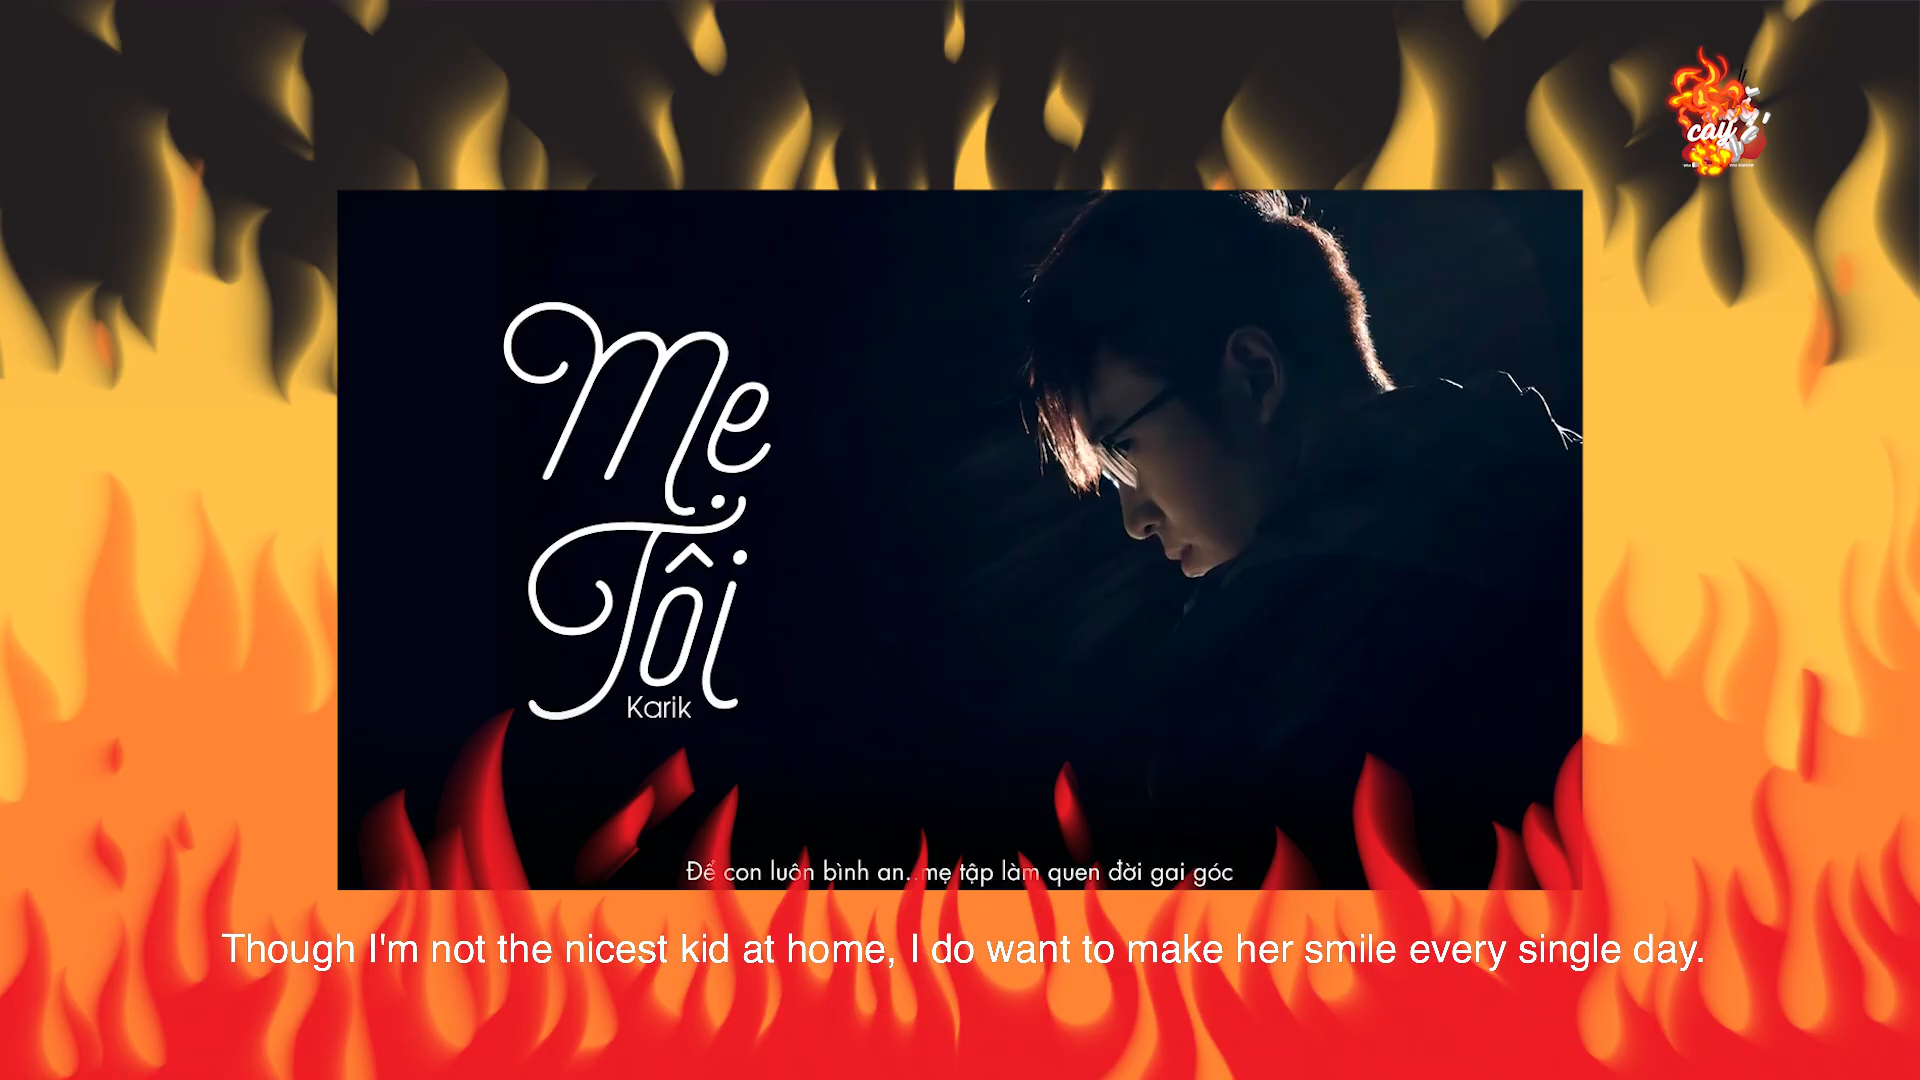 cay
Mẹ
Tôi
Karik
Để con luôn bình an...mẹ tập làm quen đời gai góc
Though I'm not the nicest kid at home, I do want to make her smile every single day.